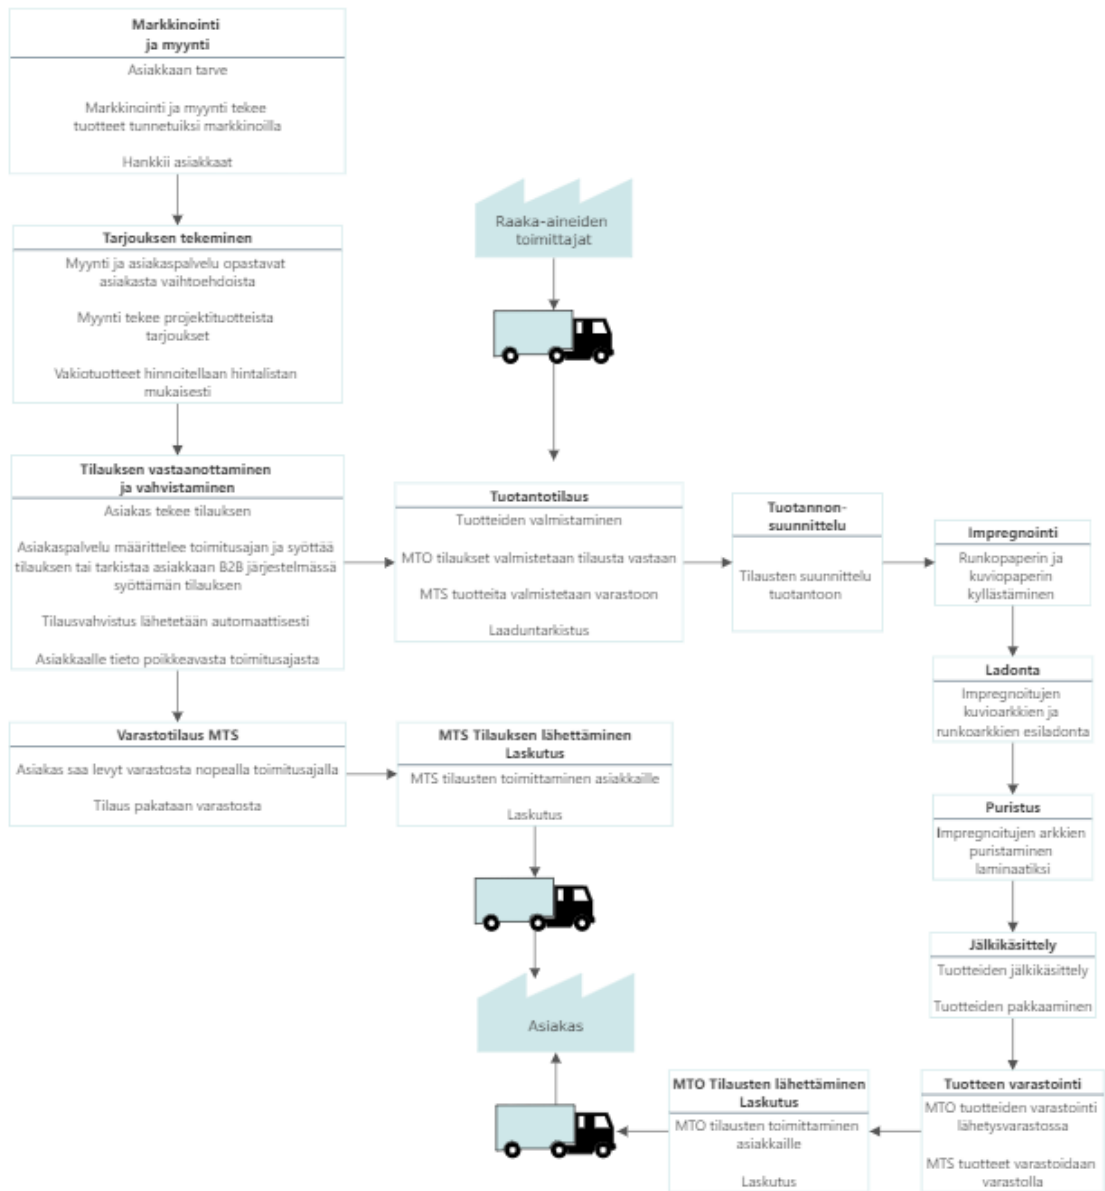 Markkinointi
ja myynti
Asiakkaan tarve
Markkinointi ja myynti tekee
tuotteet tunnetuiksi markkinoilla
Hankkii asiakkaat
Tarjouksen tekeminen
Myynti ja asiakaspalvelu opastavat
asiakasta vaihtoehdoista
Myynti tekee projektituotteista
tarjoukset
Vakiotuotteet hinnoitellaan hintalistan
mukaisesti
Raaka-aineiden
toimittajat
Tilauksen vastaanottaminen
ja vahvistaminen
Asiakas tekee tilauksen
Asiakaspalvelu määrittelee toimitusajan ja syöttää
tilauksen tai tarkistaa asiakkaan B2B järjestelmässä
syöttämän tilauksen
Tilausvahvistus lähetetään automaattisesti
Asiakkaalle tieto poikkeavasta toimitusajasta
Tuotantotilaus
Tuotteiden valmistaminen
MTO tilaukset valmistetaan tilausta vastaan
MTS tuotteita valmistetaan varastoon
Laaduntarkistus
Tuotannon-
suunnittelu
Tilausten suunnittelu
tuotantoon
Impregnointi
Runkopaperin ja
kuviopaperin
kyllästäminen
Ladonta
Impregnoitujen
kuvioarkkien ja
runkoarkkien esiladonta
Puristus
Impregnoitujen arkkien
puristaminen
laminaatiksi
Jälkikäsittely
Tuotteiden jälkikäsittely
Tuotteiden pakkaaminen
Tuotteen varastointi
MTO tuotteiden varastointi
lähetysvarastossa
MTS tuotteet varastoidaan
varastolla
MTO Tilausten lähettäminen
Laskutus
MTO tilausten toimittaminen
asiakkaille
Laskutus
Varastotilaus MTS
Asiakas saa levyt varastosta nopealla toimitusajalla
Tilaus pakataan varastosta
MTS Tilauksen lähettäminen
Laskutus
MTS tilausten toimittaminen asiakkaille
Laskutus
Asiakas